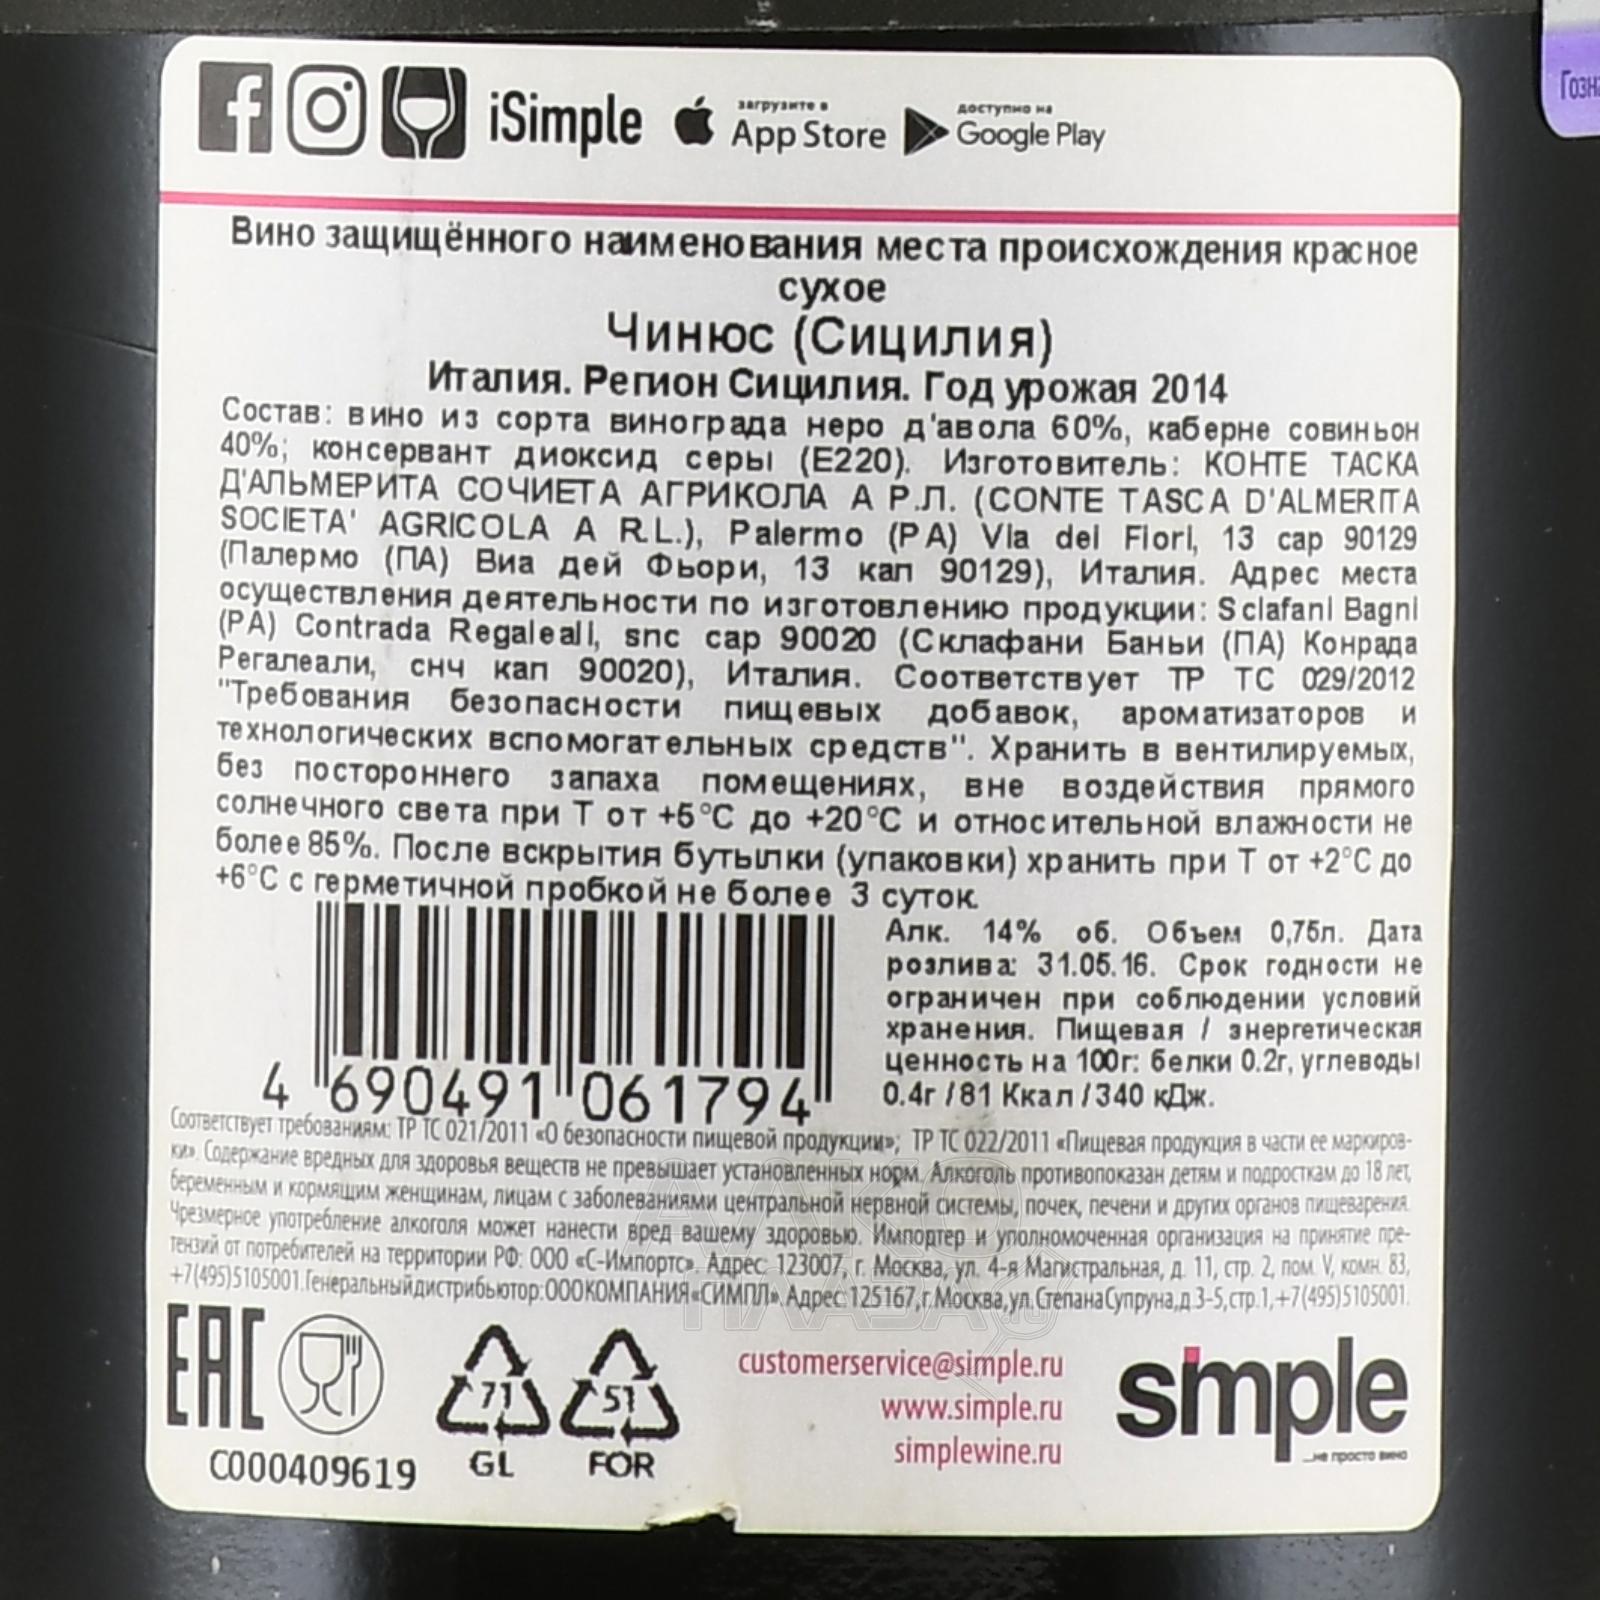 iSimple
загрузите в
App Store
доступно на
Google Play
Гозн
Вино защищённого наименования места происхождения красное
сухое
Чинюс (Сицилия)
Италия. Регион Сицилия. Год урожая 2014
Состав: вино из сорта винограда неро д'авола 60%, каберне совиньон
40%; консервант диоксид серы (Е220). Изготовитель: КОНТЕ ТАСКА
Д'АЛЬМЕРИТА СОЧИЕТА АГРИКОЛА А Р.Л. (CONTE TASCA D'ALMERITA
SOCIETA' AGRICOLA A R.L.), Palermo (PA) Via dei Fiori, 13 cap 90129
(Палермо (ПА) Виа дей Фьори, 13 кап 90129), Италия. Адрес места
осуществления деятельности по изготовлению продукции: Sclafani Bagni
(PA) Contrada Regaleali, snc cap 90020 (Склафани Баньи (ПА) Конрада
Регалеали, снч кап 90020), Италия. Соответствует ТР ТС 029/2012
"Требования безопасности пищевых добавок, ароматизаторов и
технологических вспомогательных средств". Хранить в вентилируемых,
без постороннего запаха помещениях, вне воздействия прямого
солнечного света при Т от +5°С до +20°С и относительной влажности не
более 85%. После вскрытия бутылки (упаковки) хранить при Т от +2°С до
+6°С с герметичной пробкой не более 3 суток.
Алк. 14% об. Объем 0,75л. Дата
розлива: 31.05.16. Срок годности не
ограничен при соблюдении условий
хранения. Пищевая / энергетическая
ценность на 100г: белки 0.2г, углеводы
0.4г / 81 Ккал / 340 кДж.
4 690491 061794
Соответствует требованиям: ТР ТС 021/2011 «О безопасности пищевой продукции»; ТР ТС 022/2011 «Пищевая продукция в части ее маркиров-
ки». Содержание вредных для здоровья веществ не превышает установленных норм. Алкоголь противопоказан детям и подросткам до 18 лет,
беременным и кормящим женщинам, лицам с заболеваниями центральной нервной системы, почек, печени и других органов пищеварения.
Чрезмерное употребление алкоголя может нанести вред вашему здоровью. Импортер и уполномоченная организация на принятие пре-
тензий от потребителей на территории РФ: ООО «С-Импортс». Адрес: 123007, г. Москва, ул. 4-я Магистральная, д. 11, стр. 2, пом. V, комн. 83,
+7(495)5105001. Генеральный дистрибьютор: ООО КОМПАНИЯ «СИМПЛ». Адрес: 125167, г. Москва, ул. Степана Супруна, д. 3-5, стр. 1, +7(495)5105001.
АЛКО
ПЛАЗА.ru
EAC
C000409619
71
GL
51
FOR
customerservice@simple.ru
www.simple.ru
simplewine.ru
simple
...не просто вино